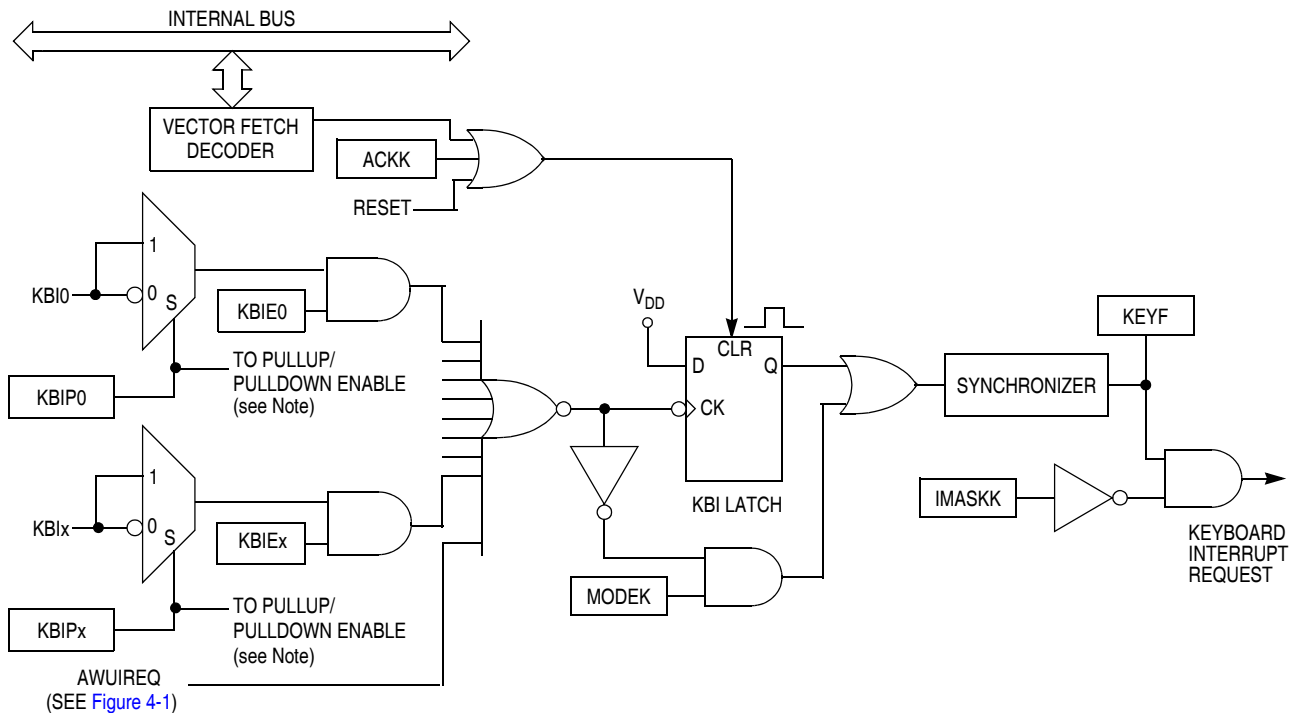 INTERNAL BUS
VECTOR FETCH
DECODER
ACKK
RESET
1
KBI0
0
S
KBIE0
TO PULLUP/
PULLDOWN ENABLE
(see Note)
KBIP0
1
KBIx
0
S
KBIEx
TO PULLUP/
PULLDOWN ENABLE
(see Note)
KBIPx
AWUIREQ
(SEE Figure 4-1)
VDD
CLR
D
Q
CK
KBI LATCH
MODEK
SYNCHRONIZER
KEYF
IMASKK
KEYBOARD
INTERRUPT
REQUEST